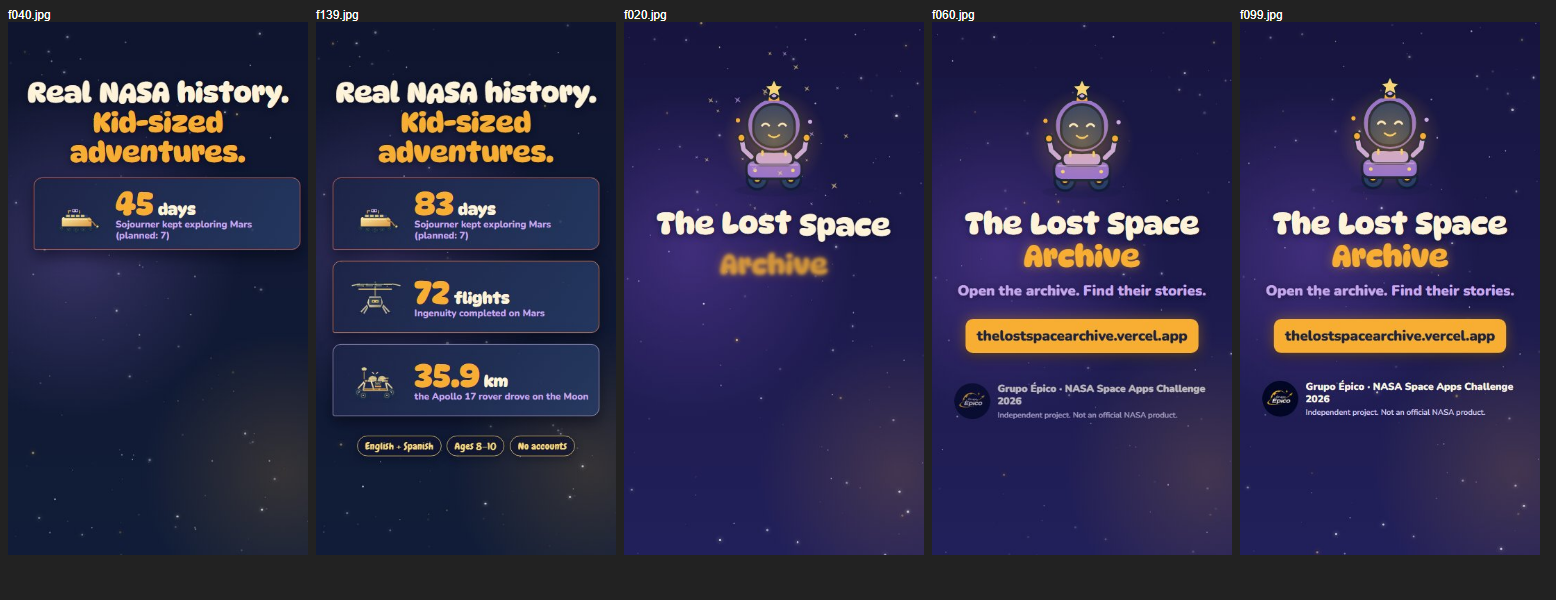 f040.jpg
Real NASA history.
Kid-sized
adventures.
45 days
Sojourner kept exploring Mars
(planned: 7)
f139.jpg
Real NASA history.
Kid-sized
adventures.
83 days
Sojourner kept exploring Mars
(planned: 7)
72 flights
Ingenuity completed on Mars
35.9 km
the Apollo 17 rover drove on the Moon
English + Spanish
Ages 8–10
No accounts
f020.jpg
The Lost Space
Archive
f060.jpg
The Lost Space
Archive
Open the archive. Find their stories.
thelostspacearchive.vercel.app
Épico
Grupo Épico · NASA Space Apps Challenge
2026
Independent project. Not an official NASA product.
f099.jpg
The Lost Space
Archive
Open the archive. Find their stories.
thelostspacearchive.vercel.app
Épico
Grupo Épico · NASA Space Apps Challenge
2026
Independent project. Not an official NASA product.